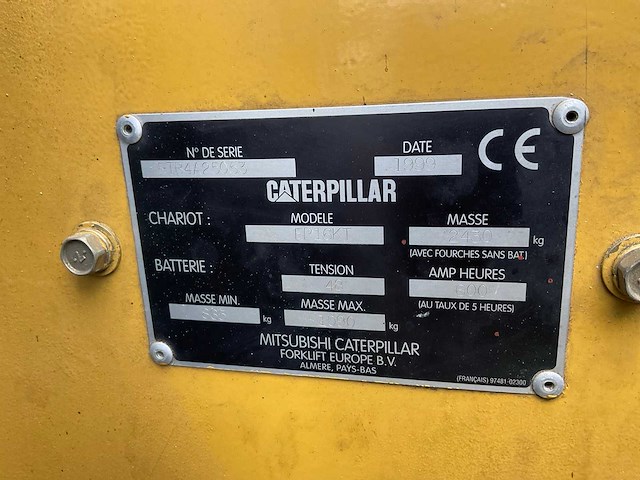 N° DE SERIE
DATE
1999
CE
CATERPILLAR
CHARIOT :
MODELE
EP18KT
MASSE
kg
(AVEC FOURCHES SANS BAT)
BATTERIE :
TENSION
48
AMP HEURES
(AU TAUX DE 5 HEURES)
MASSE MIN.
kg
MASSE MAX.
kg
MITSUBISHI CATERPILLAR
FORKLIFT EUROPE B.V.
ALMERE, PAYS-BAS
(FRANÇAIS) 97481-02300